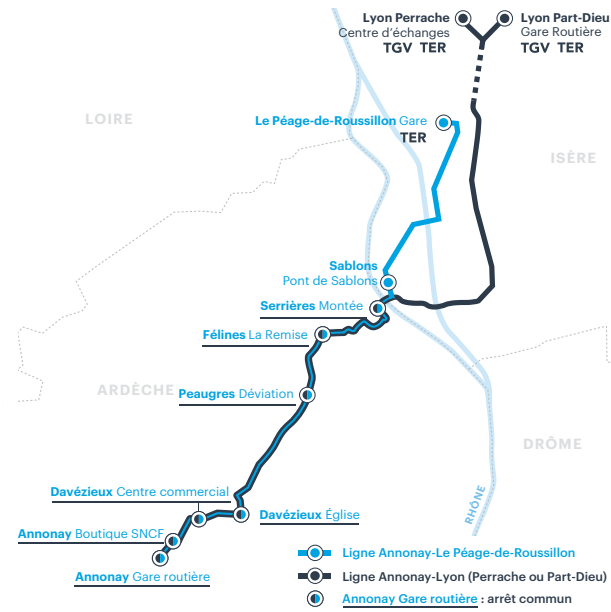 Lyon Perrache
Centre d'échanges
TGV TER
Lyon Part-Dieu
Gare Routière
TGV TER
LOIRE
Le Péage-de-Roussillon Gare
TER
ISÈRE
Sablons
Pont de Sablons
Serrières Montée
Félines La Remise
ARDÈCHE
Peaugres Déviation
DRÔME
Davézieux Centre commercial
RHÔNE
Davézieux Église
Annonay Boutique SNCF
Annonay Gare routière
Ligne Annonay-Le Péage-de-Roussillon
Ligne Annonay-Lyon (Perrache ou Part-Dieu)
Annonay Gare routière : arrêt commun